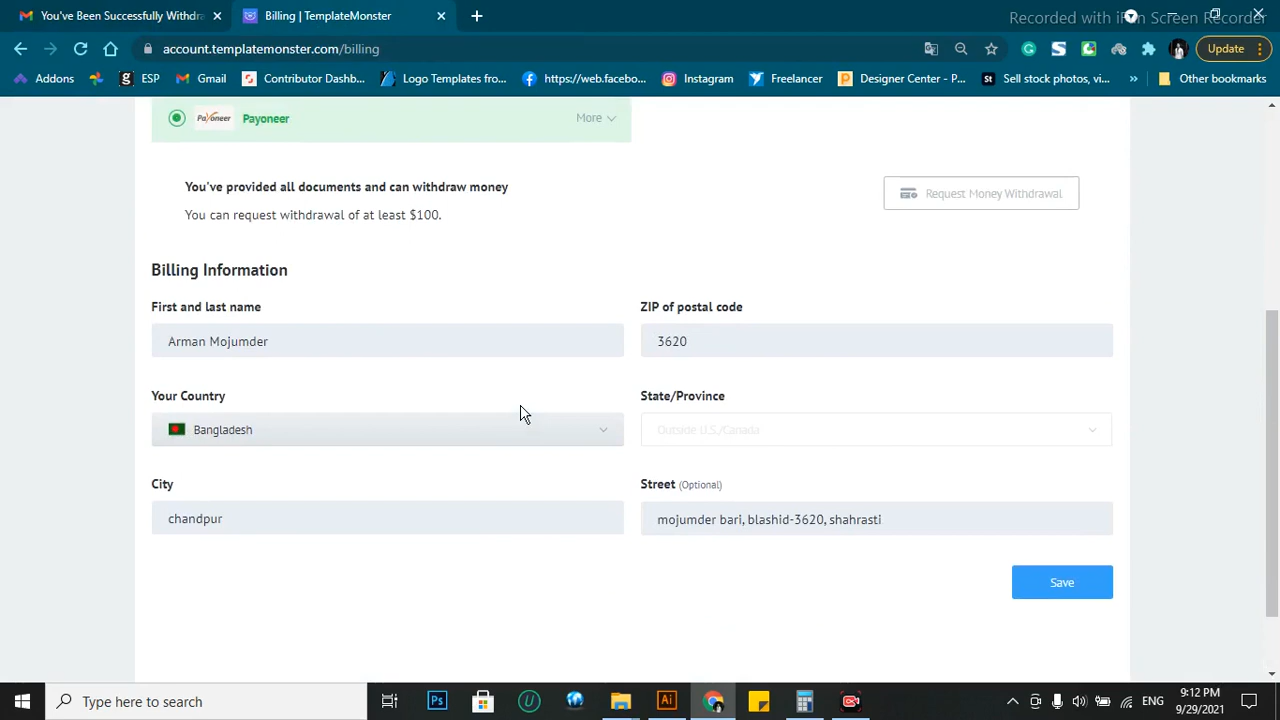 You've Been Successfully Withdra
Billing | TemplateMonster
Recorded with iFun Screen Recorder
account.templatemonster.com/billing
Update
Addons
ESP
Gmail
Contributor Dashb...
Logo Templates fro...
https://web.facebo...
Instagram
Freelancer
Designer Center - P...
Sell stock photos, vi...
Other bookmarks
Payoneer
Payoneer
More
You've provided all documents and can withdraw money
You can request withdrawal of at least $100.
Request Money Withdrawal
Billing Information
First and last name
ZIP of postal code
Arman Mojumder
3620
Your Country
State/Province
Bangladesh
Outside U.S./Canada
City
Street (Optional)
chandpur
mojumder bari, blashid-3620, shahrasti
Save
Type here to search
Ps
Ai
ENG
9:12 PM
9/29/2021